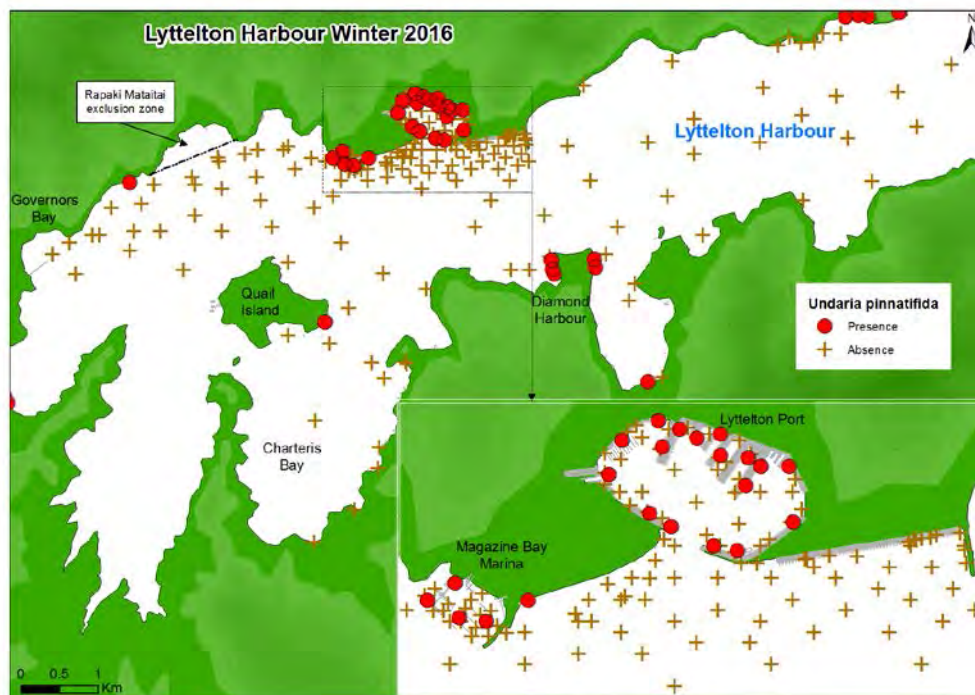 Lyttelton Harbour Winter 2016
N
Rapaki Mataitai
exclusion zone
Lyttelton Harbour
Governors
Bay
Quail
Island
Diamond
Harbour
Undaria pinnatifida
Presence
Absence
Charteris
Bay
Lyttelton Port
Magazine Bay
Marina
0 0.5 1
Km